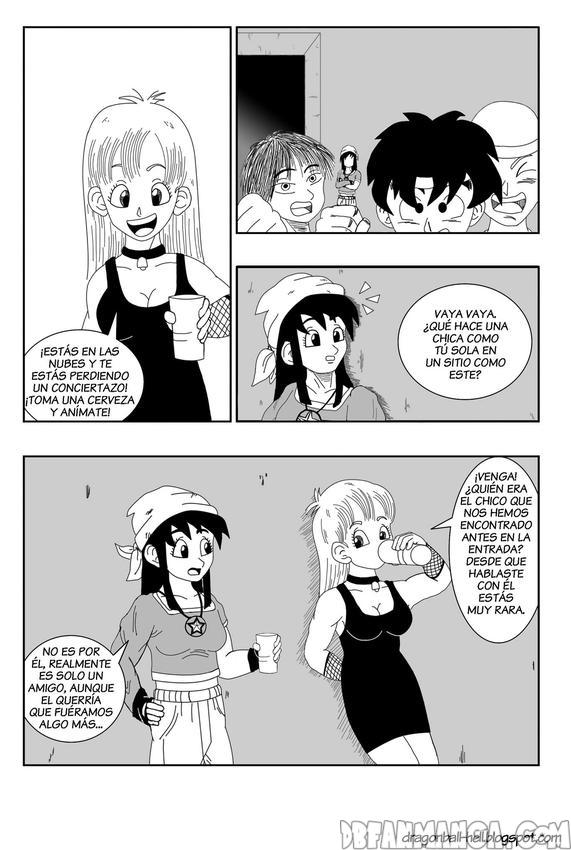 VAYA VAYA.
¿QUÉ HACE UNA
CHICA COMO
TÚ SOLA EN
UN SITIO COMO
ESTE?
¡ESTÁS EN LAS
NUBES Y TE
ESTÁS PERDIENDO
UN CONCIERTAZO!
¡TOMA UNA CERVEZA
Y ANÍMATE!
¡VENGA!
¿QUIÉN ERA
EL CHICO QUE
NOS HEMOS
ENCONTRADO
ANTES EN LA
ENTRADA?
DESDE QUE
HABLASTE
CON ÉL
ESTÁS
MUY RARA.
NO ES POR
ÉL, REALMENTE
ES SOLO UN
AMIGO, AUNQUE
EL QUERRÍA
QUE FUÉRAMOS
ALGO MÁS...
dragonball-hell.blogspot.com
DBFANMANGA.COM